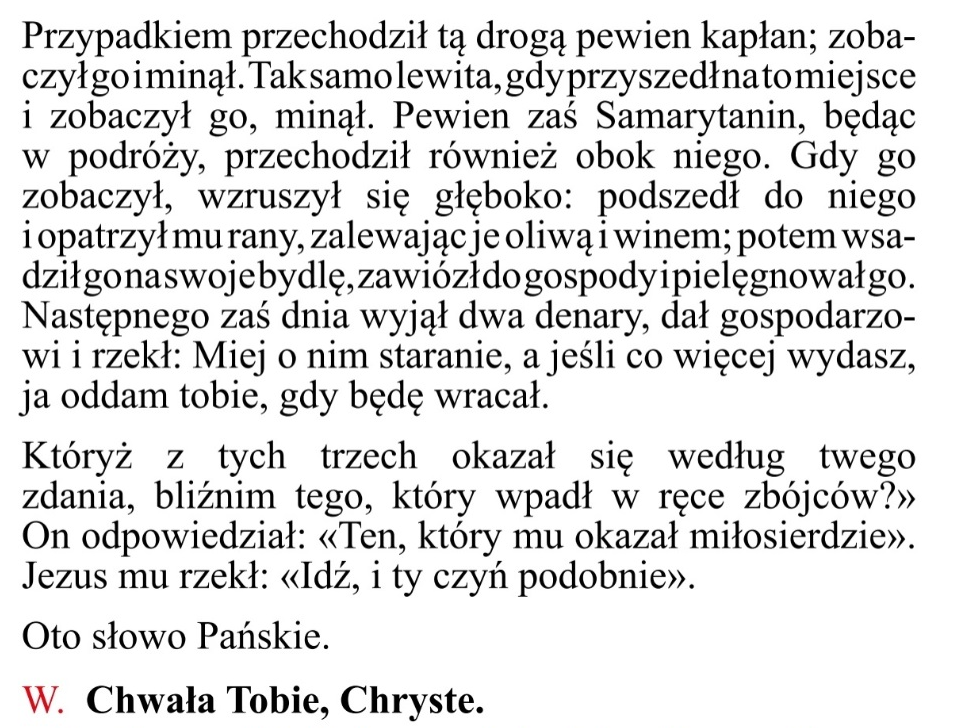 Przypadkiem przechodził tą drogą pewien kapłan; zoba-
czył go i minął. Tak samo lewita, gdy przyszedł na to miejsce
i zobaczył go, minął. Pewien zaś Samarytanin, będąc
w podróży, przechodził również obok niego. Gdy go
zobaczył, wzruszył się głęboko: podszedł do niego
i opatrzył mu rany, zalewając je oliwą i winem; potem wsa-
dził go na swoje bydlę, zawiózł do gospody i pielęgnował go.
Następnego zaś dnia wyjął dwa denary, dał gospodarzo-
wi i rzekł: Miej o nim staranie, a jeśli co więcej wydasz,
ja oddam tobie, gdy będę wracał.
Któryż z tych trzech okazał się według twego
zdania, bliźnim tego, który wpadł w ręce zbójców?»
On odpowiedział: «Ten, który mu okazał miłosierdzie».
Jezus mu rzekł: «Idź, i ty czyń podobnie».
Oto słowo Pańskie.
W. Chwała Tobie, Chryste.